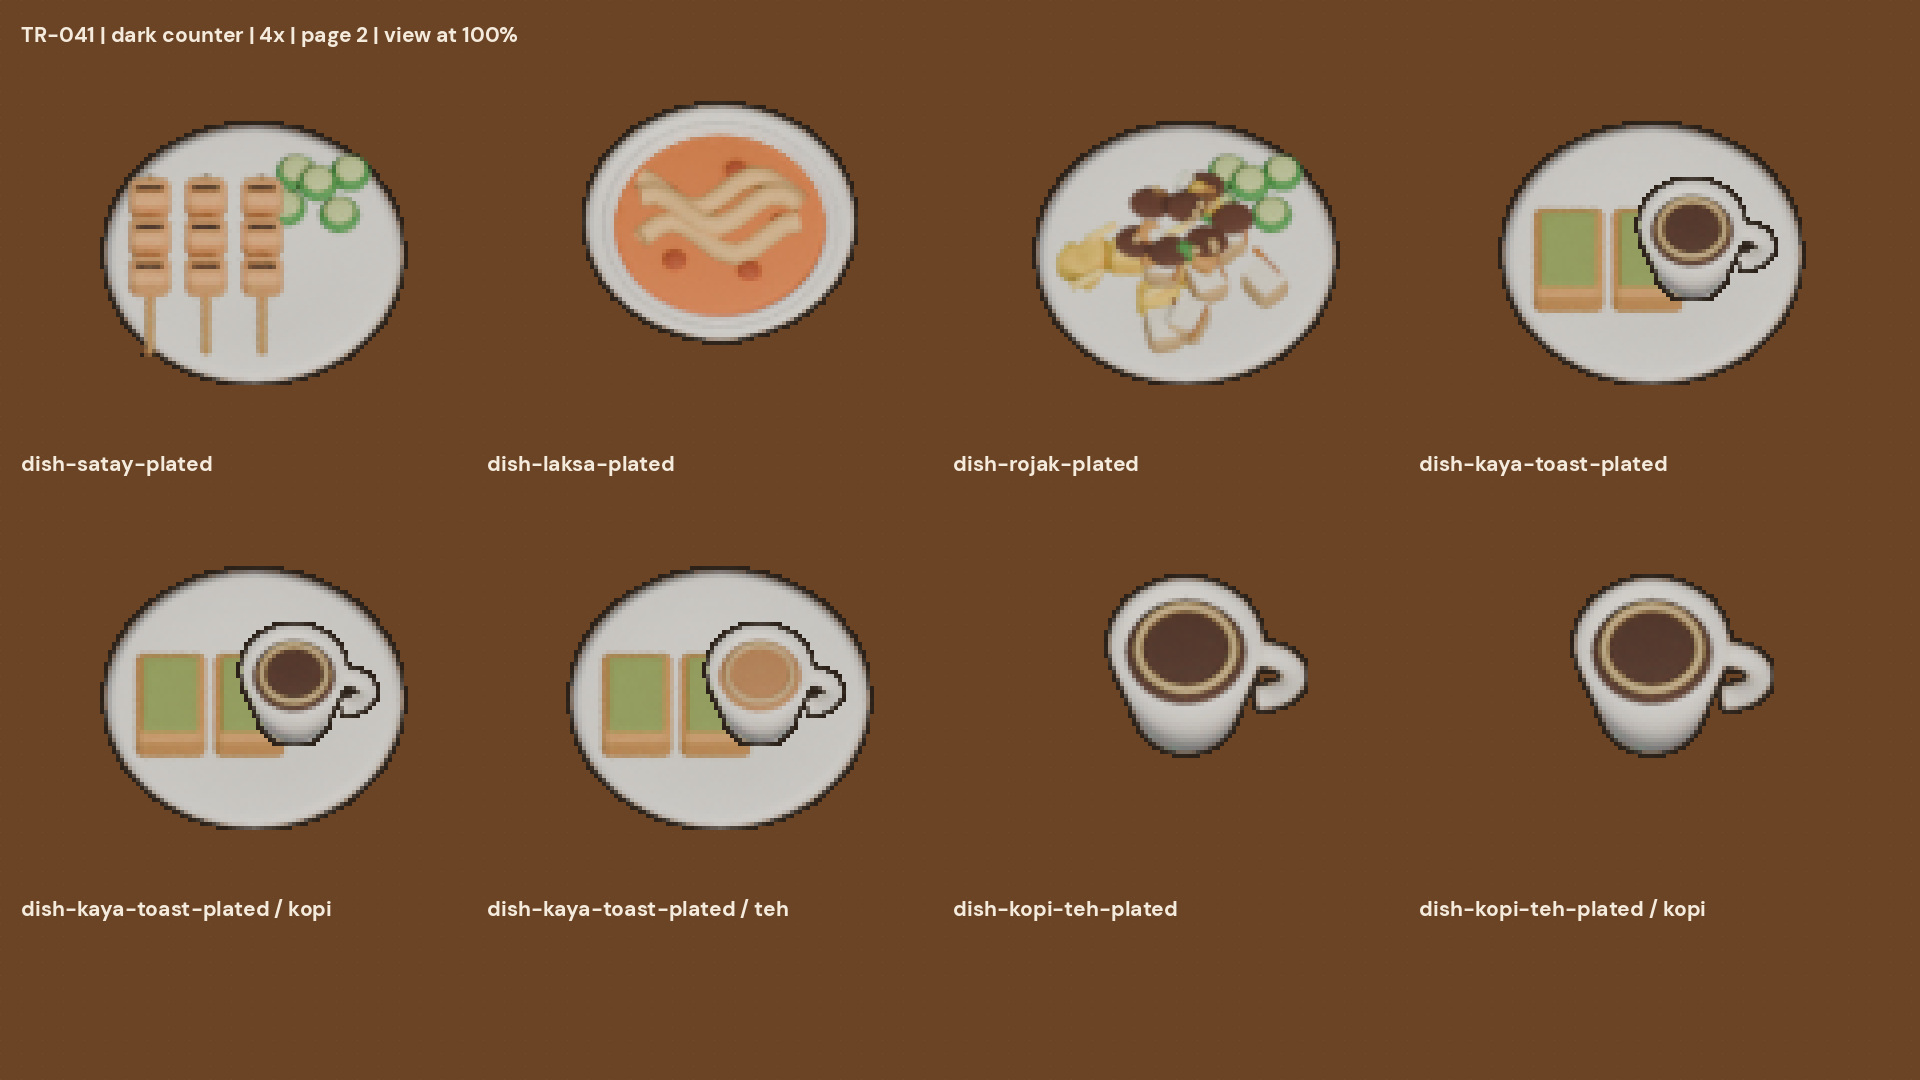 TR-041 | dark counter | 4x | page 2 | view at 100%
dish-satay-plated
dish-laksa-plated
dish-rojak-plated
dish-kaya-toast-plated
dish-kaya-toast-plated / kopi
dish-kaya-toast-plated / teh
dish-kopi-teh-plated
dish-kopi-teh-plated / kopi